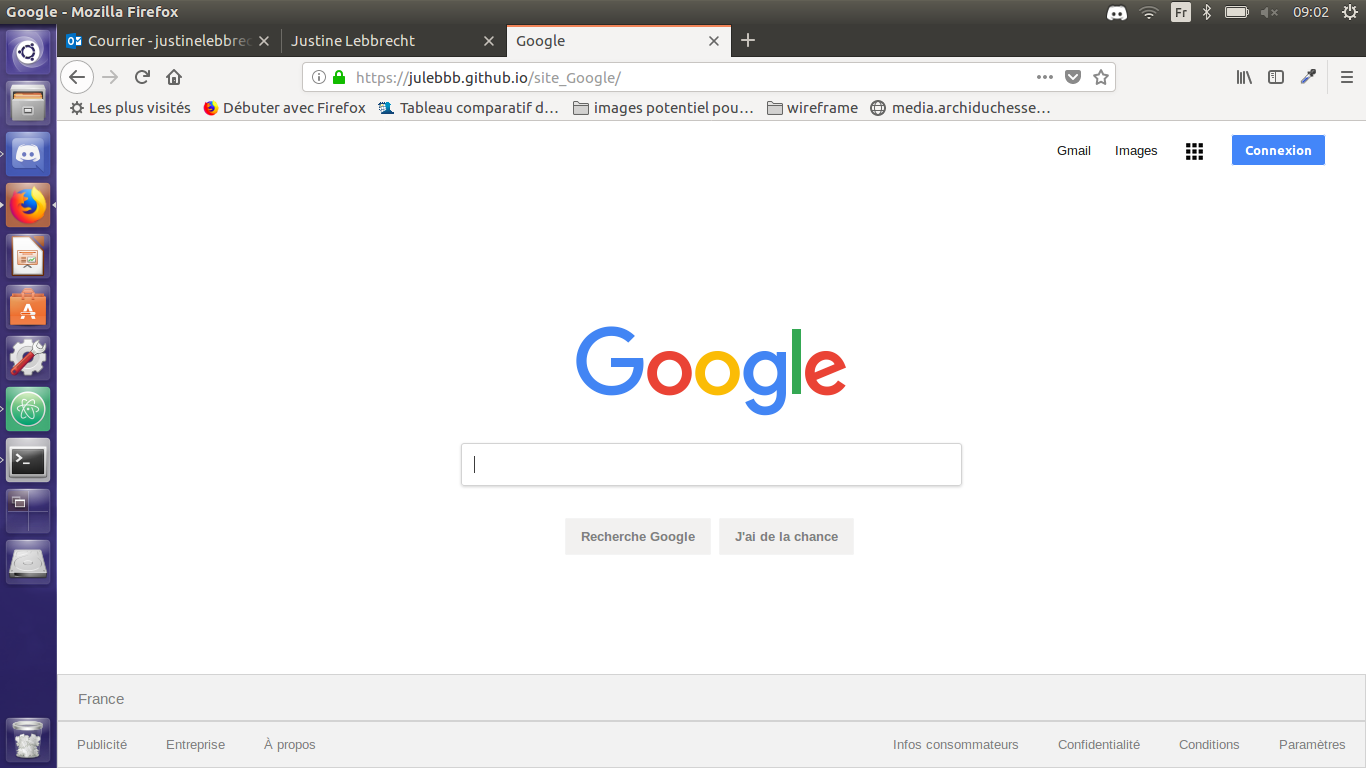 Google - Mozilla Firefox
Fr
09:02
Courrier - justinelebbrec
Justine Lebbrecht
Google
https://julebbb.github.io/site_Google/
Les plus visités
Débuter avec Firefox
Tableau comparatif d…
images potentiel pou…
wireframe
media.archiduchesse…
Gmail
Images
Connexion
Google
Recherche Google
J'ai de la chance
France
Publicité
Entreprise
À propos
Infos consommateurs
Confidentialité
Conditions
Paramètres